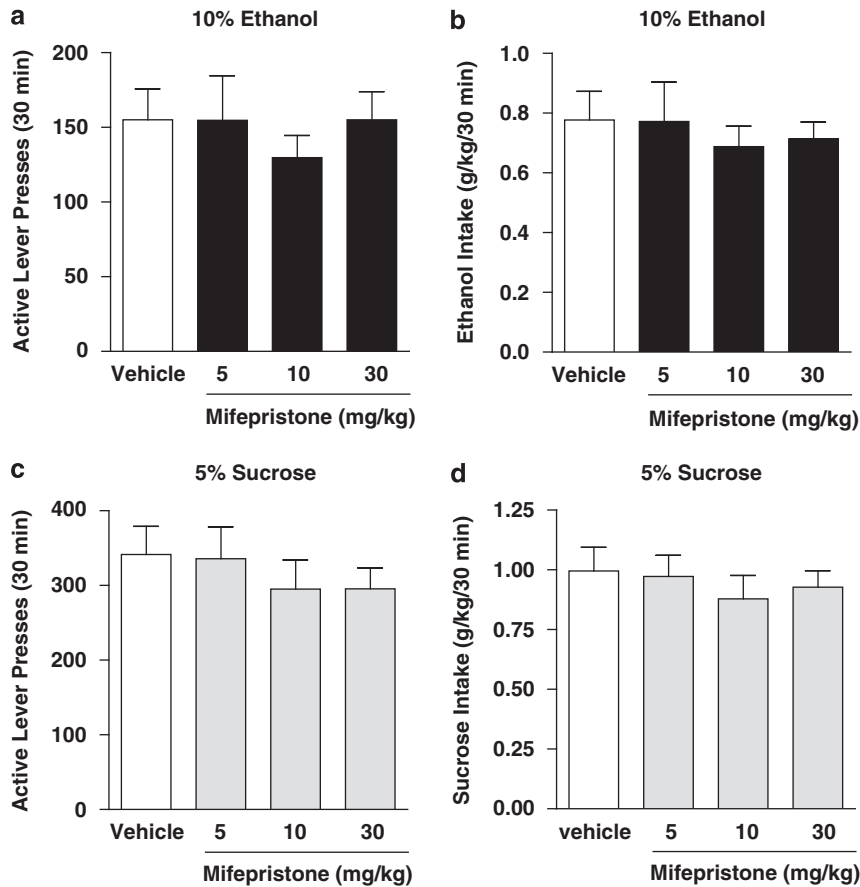 a
10% Ethanol
Active Lever Presses (30 min)
200
150
100
50
0
Vehicle 5 10 30
Mifepristone (mg/kg)
b
10% Ethanol
Ethanol Intake (g/kg/30 min)
1.0
0.8
0.6
0.4
0.2
0.0
Vehicle 5 10 30
Mifepristone (mg/kg)
c
5% Sucrose
Active Lever Presses (30 min)
400
300
200
100
0
Vehicle 5 10 30
Mifepristone (mg/kg)
d
5% Sucrose
Sucrose Intake (g/kg/30 min)
1.25
1.00
0.75
0.50
0.25
0.00
vehicle 5 10 30
Mifepristone (mg/kg)